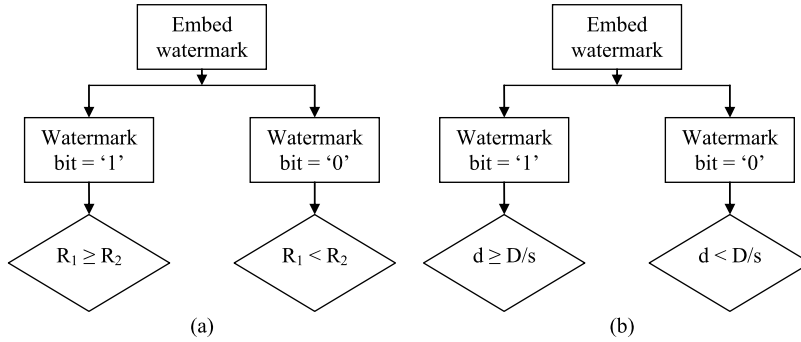 Embed
watermark
Watermark
bit = ‘1’
Watermark
bit = ‘0’
R₁ ≥ R₂
R₁ < R₂
(a)
Embed
watermark
Watermark
bit = ‘1’
Watermark
bit = ‘0’
d ≥ D/s
d < D/s
(b)